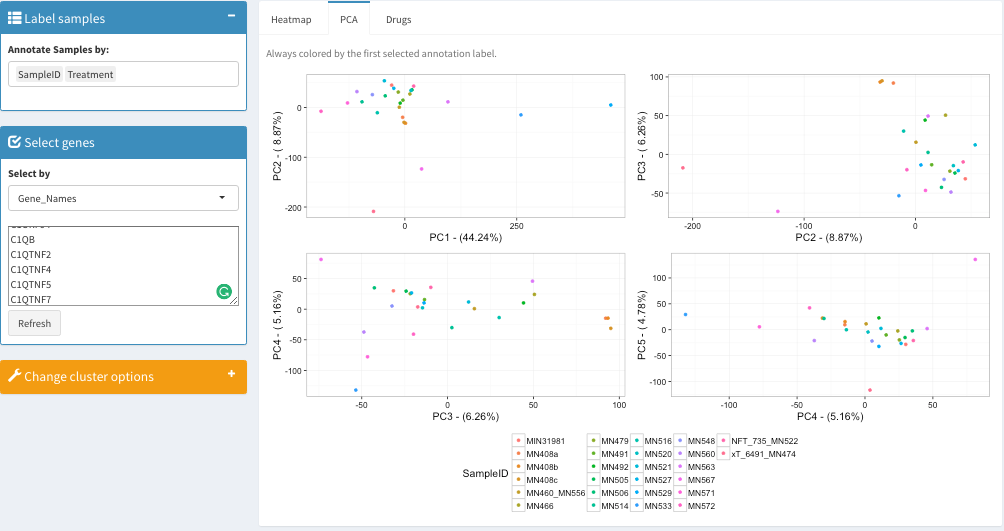 Label samples
Annotate Samples by:
SampleID Treatment
Select genes
Select by
Gene_Names
C1QB
C1QTNF2
C1QTNF4
C1QTNF5
C1QTNF7
Refresh
Change cluster options
Heatmap PCA Drugs
Always colored by the first selected annotation label.
PC2 - ( 8.87%)
0
-100
-200
0 250
PC1 - (44.24%)
PC3 - ( 6.26%)
100
50
0
-50
-200 -100 0
PC2 - (8.87%)
PC4 - ( 5.16%)
50
0
-50
-100
-50 0 50 100
PC3 - (6.26%)
PC5 - ( 4.78%)
100
50
0
-50
-100
-100 -50 0 50
PC4 - (5.16%)
SampleID
MIN31981 MN479 MN516 MN548 NFT_735_MN522
MN408a MN491 MN520 MN560 xT_6491_MN474
MN408b MN492 MN521 MN563
MN408c MN505 MN527 MN567
MN460_MN556 MN506 MN529 MN571
MN466 MN514 MN533 MN572